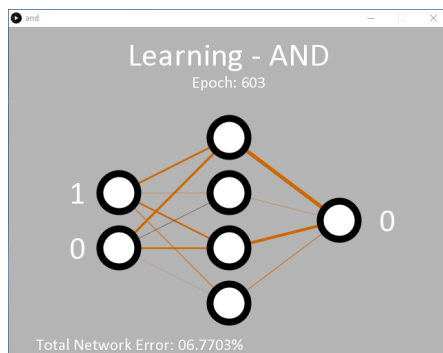 and
Learning - AND
Epoch: 603
1
0
0
Total Network Error: 06.7703%